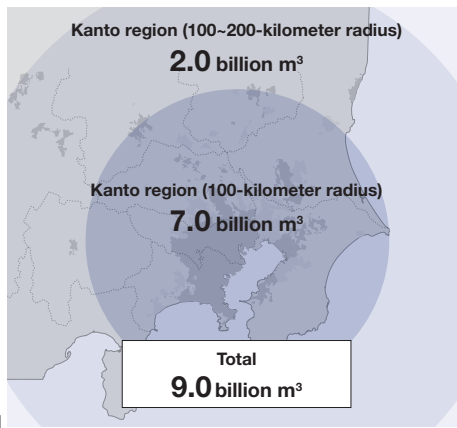 Kanto region (100~200-kilometer radius)
2.0 billion m³
Kanto region (100-kilometer radius)
7.0 billion m³
Total
9.0 billion m³